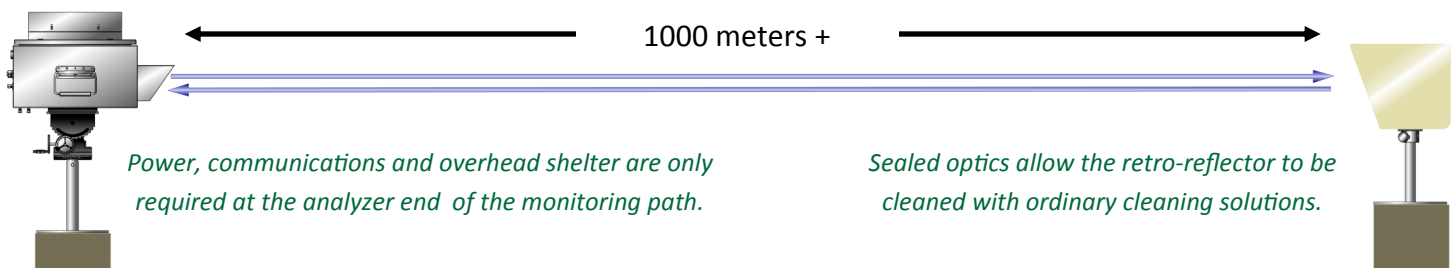 1000 meters +
Power, communications and overhead shelter are only
required at the analyzer end of the monitoring path.
Sealed optics allow the retro-reflector to be
cleaned with ordinary cleaning solutions.